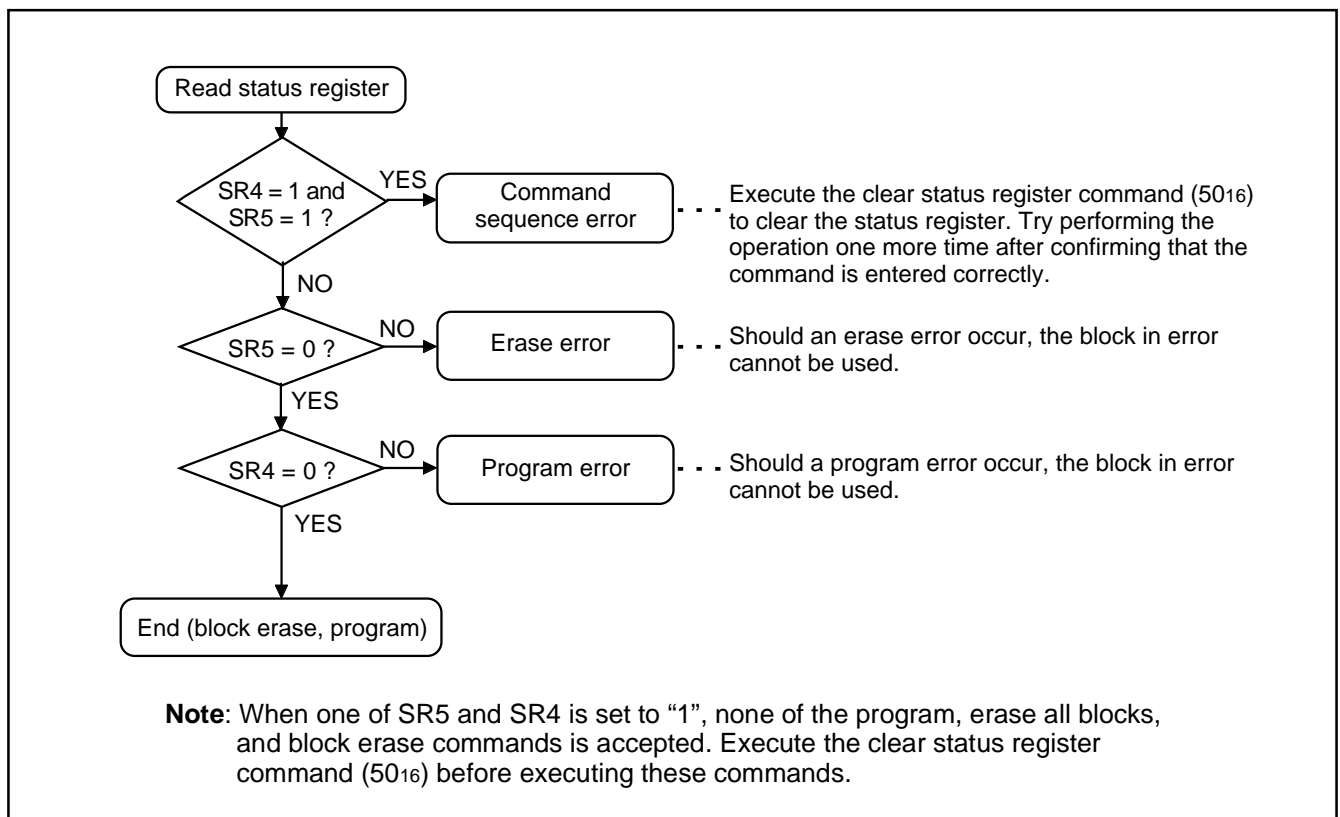 Read status register
SR4 = 1 and
SR5 = 1 ?
YES
Command
sequence error
Execute the clear status register command (5016)
to clear the status register. Try performing the
operation one more time after confirming that the
command is entered correctly.
NO
SR5 = 0 ?
NO
Erase error
Should an erase error occur, the block in error
cannot be used.
YES
SR4 = 0 ?
NO
Program error
Should a program error occur, the block in error
cannot be used.
YES
End (block erase, program)
Note: When one of SR5 and SR4 is set to “1”, none of the program, erase all blocks,
and block erase commands is accepted. Execute the clear status register
command (5016) before executing these commands.